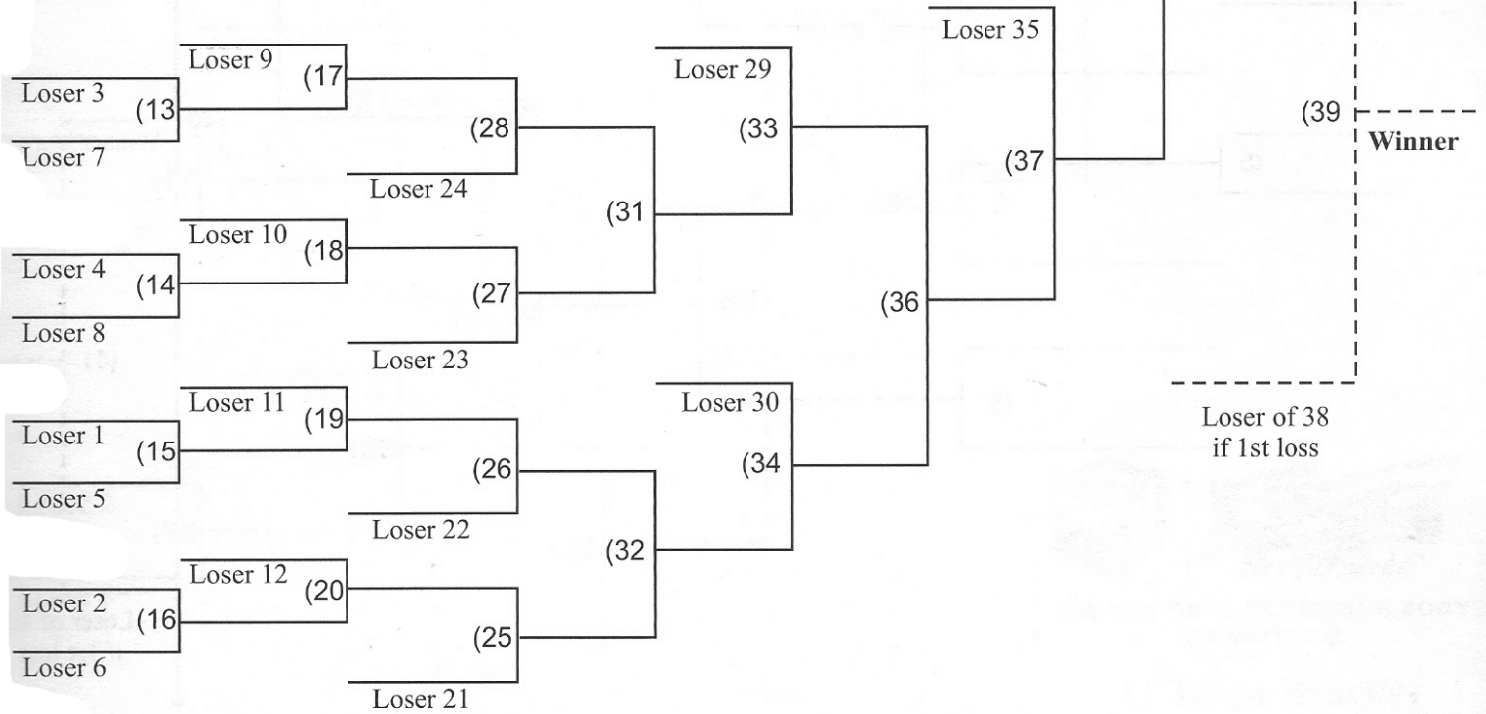 Loser 35
Loser 9
(17
Loser 3
(13
Loser 7
Loser 29
(28
(33
(39
Winner
(37
Loser 24
(31
Loser 10
(18
Loser 4
(14
Loser 8
(27
(36
Loser 23
Loser 11
(19
Loser 30
Loser of 38
if 1st loss
Loser 1
(15
Loser 5
(26
(34
Loser 22
(32
Loser 12
(20
Loser 2
(16
Loser 6
(25
Loser 21